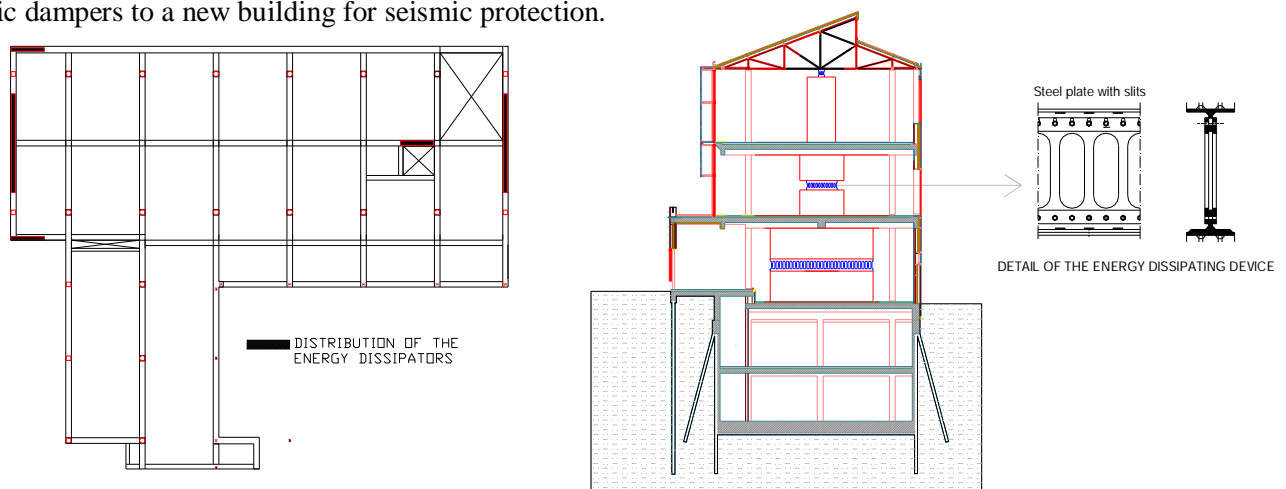 ic dampers to a new building for seismic protection.
Steel plate with slits
DETAIL OF THE ENERGY DISSIPATING DEVICE
DISTRIBUTION OF THE
ENERGY DISSIPATORS